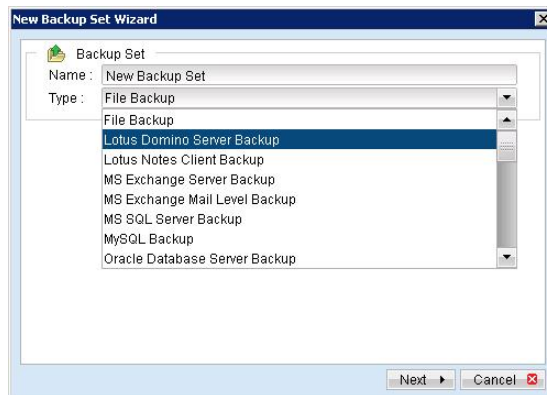 New Backup Set Wizard
Backup Set
Name : New Backup Set
Type : File Backup
File Backup
Lotus Domino Server Backup
Lotus Notes Client Backup
MS Exchange Server Backup
MS Exchange Mail Level Backup
MS SQL Server Backup
MySQL Backup
Oracle Database Server Backup
Next Cancel